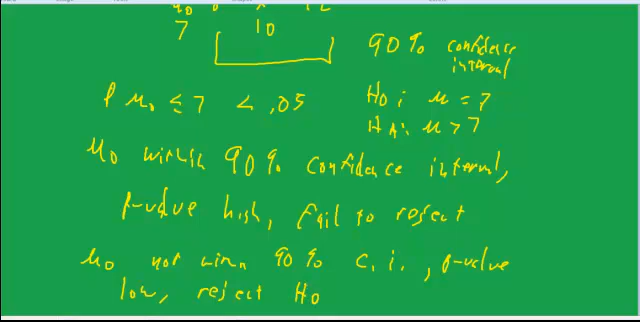 7 10
90% confidence
interval
P μ₀ ≤ 7 < .05
H₀: μ = 7
Hₐ: μ > 7
μ₀ within 90% confidence interval,
p-value high, fail to reject
μ₀ not within 90% c.i., p-value
low, reject H₀